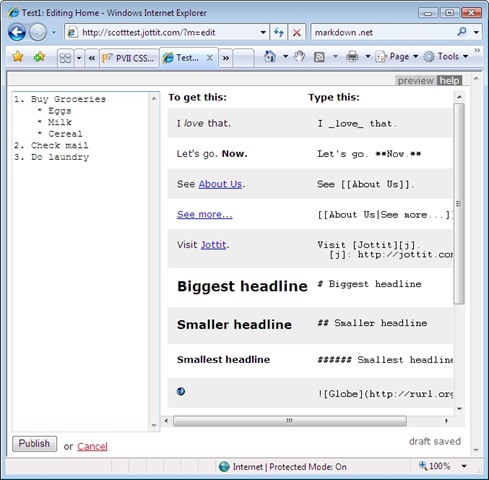 Test1: Editing Home - Windows Internet Explorer
http://scotttest.jottit.com/?m=edit
markdown .net
PVII CSS...
Tes...
Page
Tools
preview help
1. Buy Groceries
* Eggs
* Milk
* Cereal
2. Check mail
3. Do laundry
To get this: Type this:
I love that. I _love_ that.
Let's go. Now. Let's go. **Now.**
See About Us. See [[About Us]].
See more... [[About Us|See more...]]
Visit Jottit. Visit [Jottit][j].
[j]: http://jottit.com
Biggest headline # Biggest headline
Smaller headline ## Smaller headline
Smallest headline ###### Smallest headline
![Globe](http://rurl.org
Publish or Cancel
draft saved
Internet | Protected Mode: On
100%